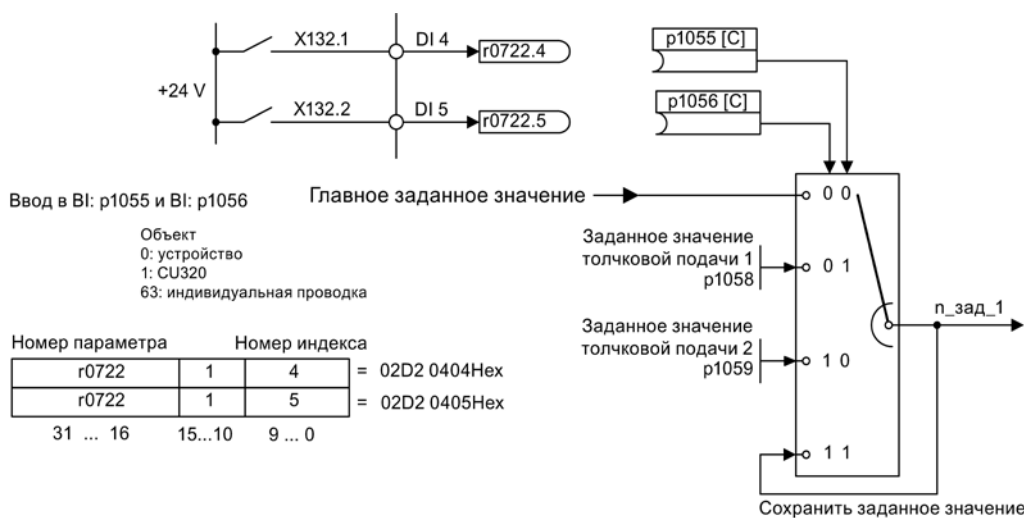 X132.1
DI 4
r0722.4
p1055 [C]
+24 V
X132.2
DI 5
r0722.5
p1056 [C]
Ввод в BI: p1055 и BI: p1056
Главное заданное значение
0 0
Объект
0: устройство
1: CU320
63: индивидуальная проводка
Заданное значение
толчковой подачи 1
p1058
0 1
n_зад_1
Заданное значение
толчковой подачи 2
p1059
1 0
Номер параметра
Номер индекса
r0722 1 4 = 02D2 0404Hex
r0722 1 5 = 02D2 0405Hex
31 ... 16 15...10 9 ... 0
1 1
Сохранить заданное значение